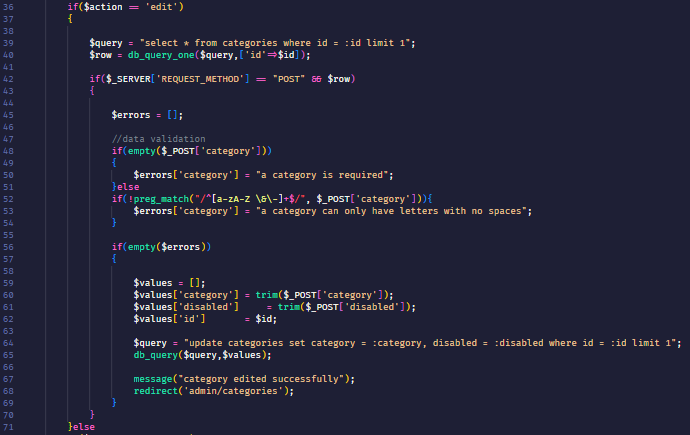 36 if($action == 'edit')
37 {
38
39 $query = "select * from categories where id = :id limit 1";
40 $row = db_query_one($query,['id'=>$id]);
41
42 if($_SERVER['REQUEST_METHOD'] == "POST" && $row)
43 {
44
45 $errors = [];
46
47 //data validation
48 if(empty($_POST['category']))
49 {
50 $errors['category'] = "a category is required";
51 }else
52 if(!preg_match("/^[a-zA-Z \&\-]+$/", $_POST['category'])){
53 $errors['category'] = "a category can only have letters with no spaces";
54 }
55
56 if(empty($errors))
57 {
58
59 $values = [];
60 $values['category'] = trim($_POST['category']);
61 $values['disabled'] = trim($_POST['disabled']);
62 $values['id'] = $id;
63
64 $query = "update categories set category = :category, disabled = :disabled where id = :id limit 1";
65 db_query($query,$values);
66
67 message("category edited successfully");
68 redirect('admin/categories');
69 }
70 }
71 }else